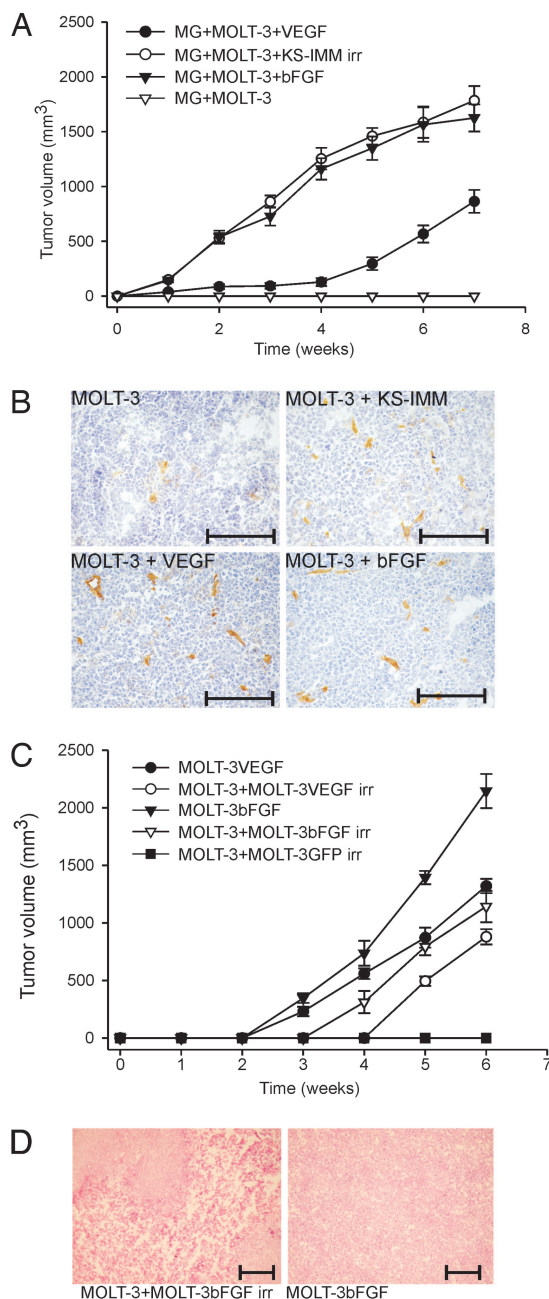 A
2500
2000
1500
1000
500
0
Tumor volume (mm3)
MG+MOLT-3+VEGF
MG+MOLT-3+KS-IMM irr
MG+MOLT-3+bFGF
MG+MOLT-3
0 2 4 6 8
Time (weeks)
B
MOLT-3
MOLT-3 + KS-IMM
MOLT-3 + VEGF
MOLT-3 + bFGF
C
2500
2000
1500
1000
500
0
Tumor volume (mm3)
MOLT-3VEGF
MOLT-3+MOLT-3VEGF irr
MOLT-3bFGF
MOLT-3+MOLT-3bFGF irr
MOLT-3+MOLT-3GFP irr
0 1 2 3 4 5 6 7
Time (weeks)
D
MOLT-3+MOLT-3bFGF irr
MOLT-3bFGF